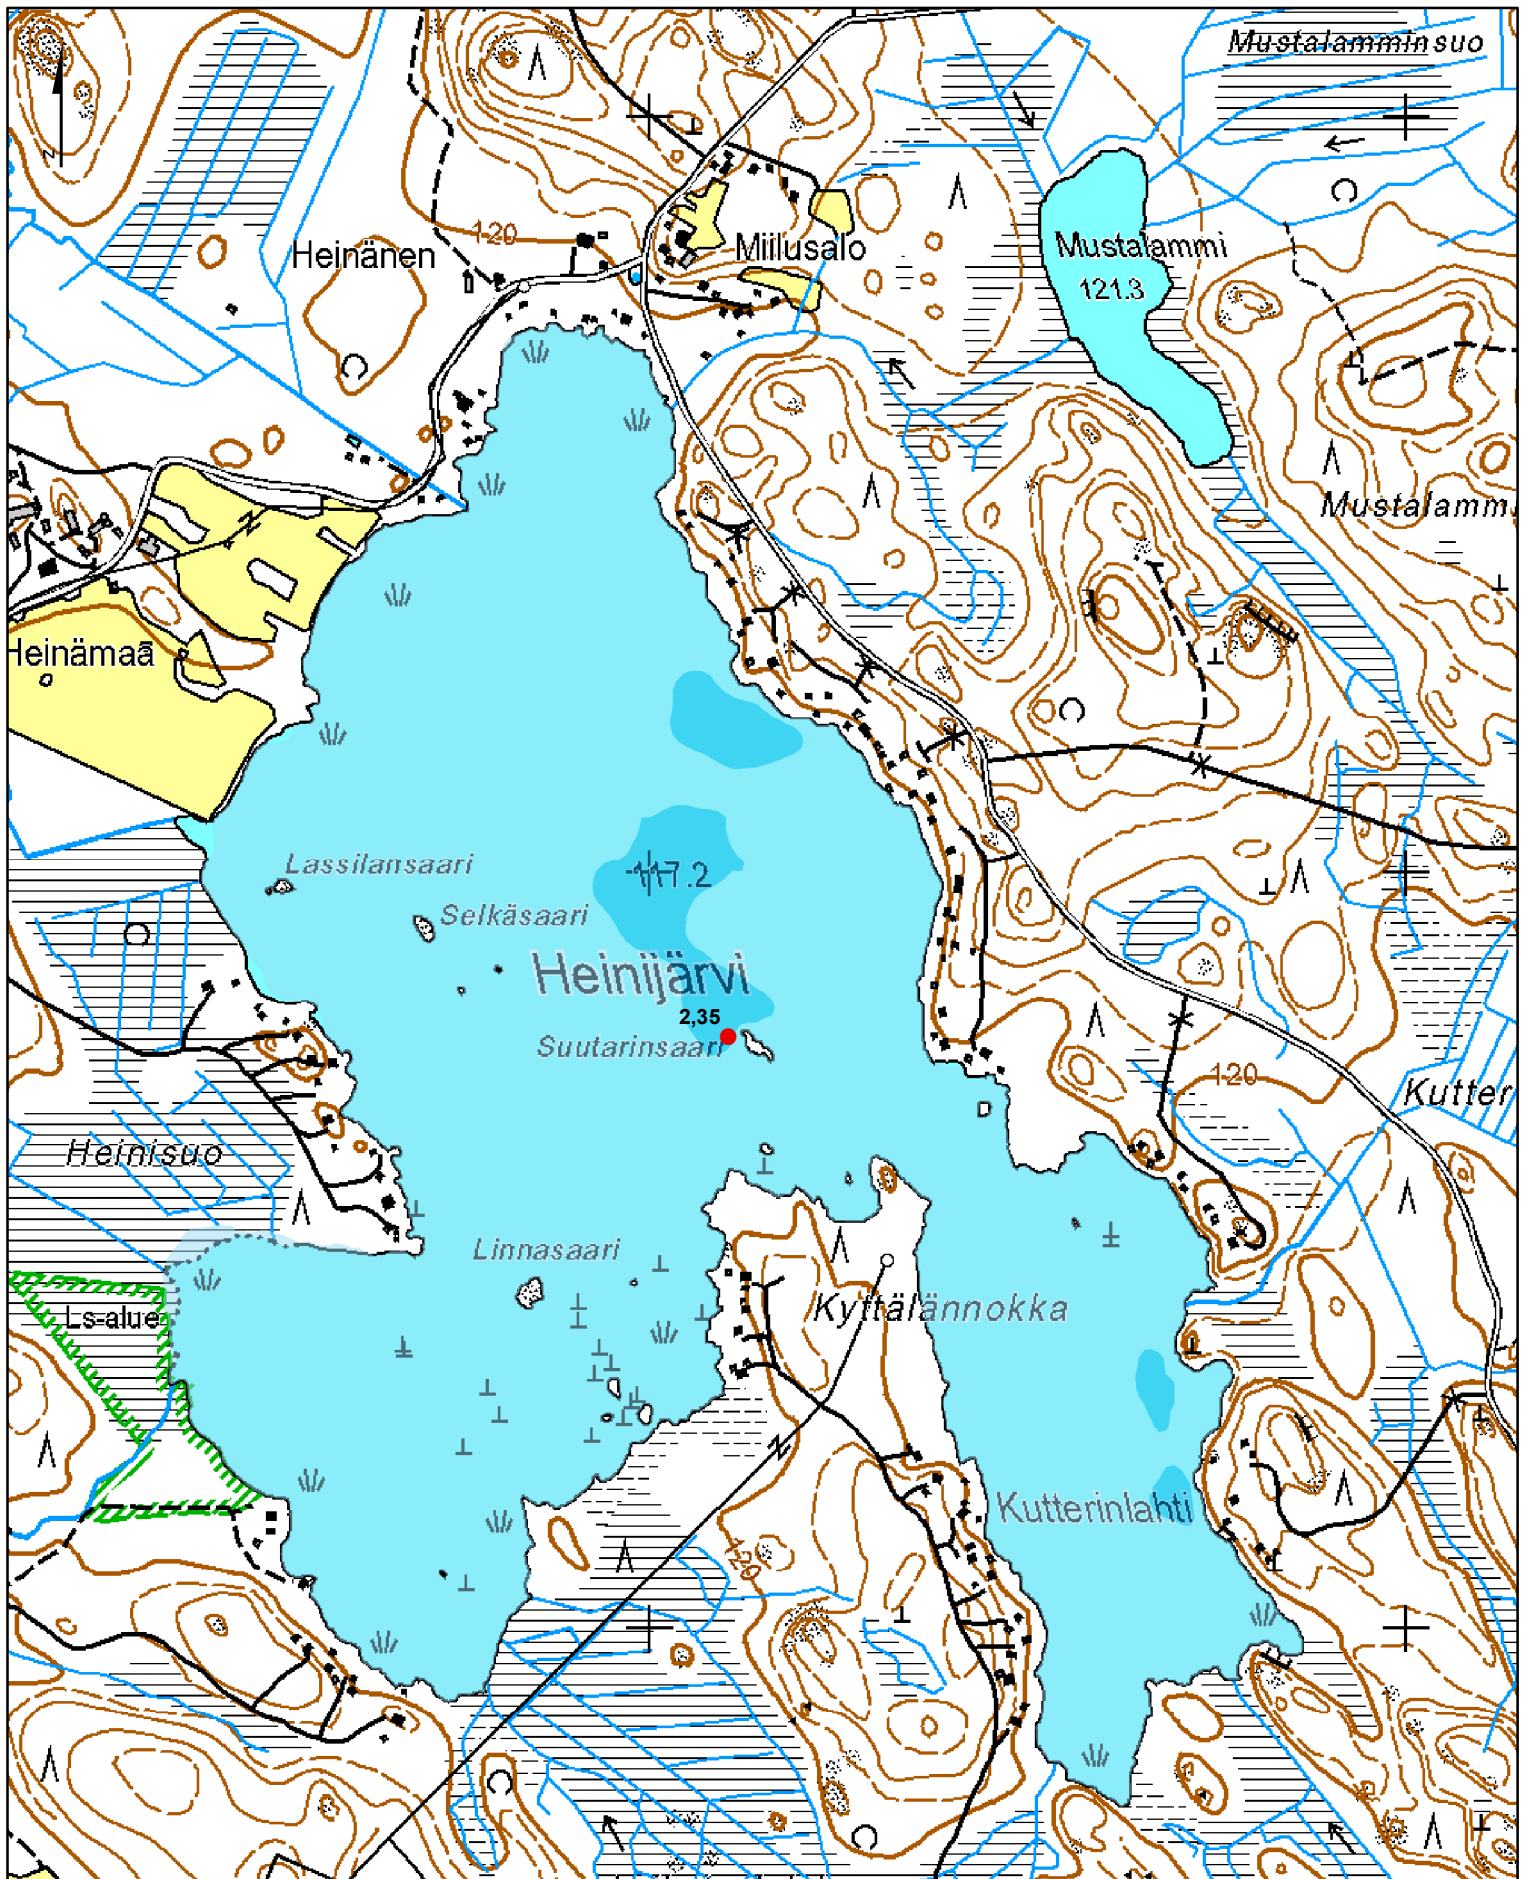 Mustalamminsuo
120
Heinänen
Miilusalo
Mustalammi
121.3
Mustalamm
Heinämaa
Lassilansaari
117.2
Selkäsaari
Heinijärvi
2,35
Suutarinsaari
120
Kutter
Heinisuo
Linnasaari
Ls-alue
Kyttälännokka
Kutterinlahti
120
N